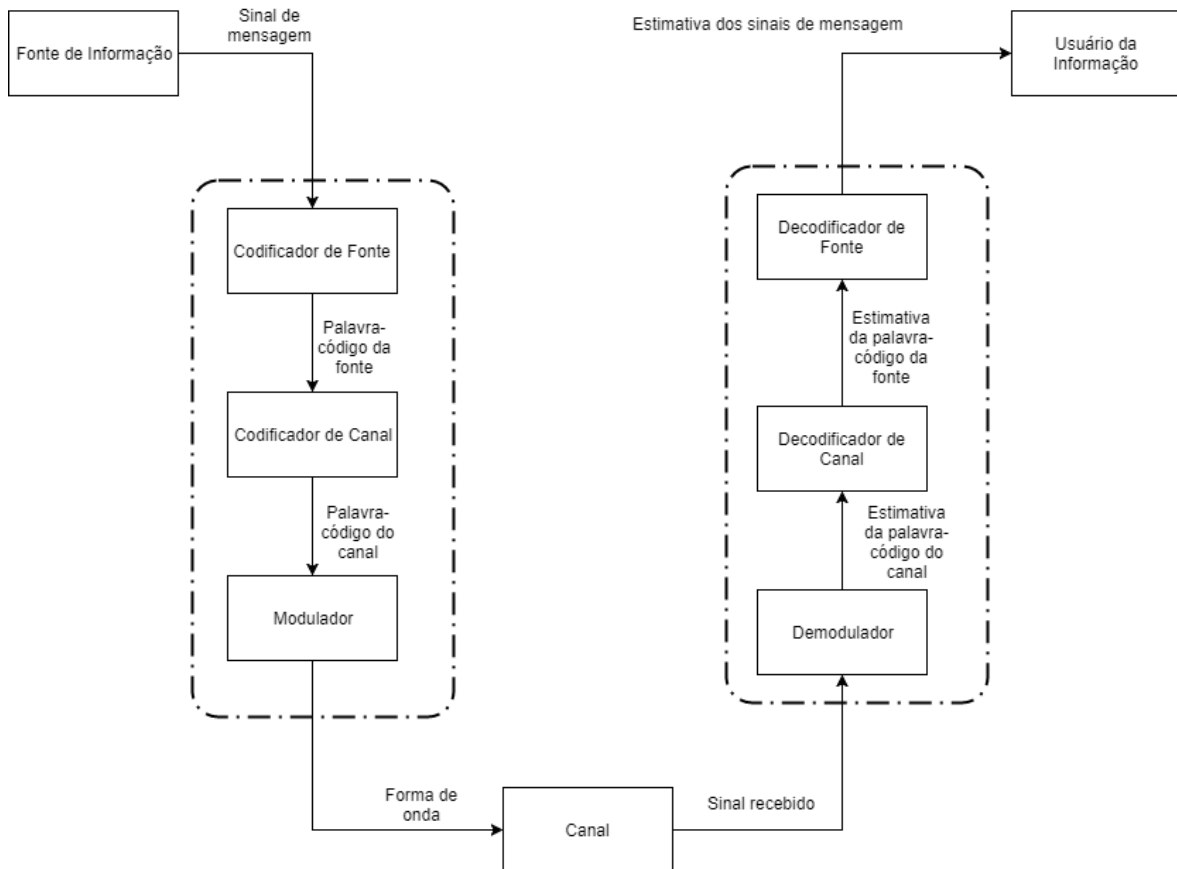 Fonte de Informação
Sinal de
mensagem
Codificador de Fonte
Palavra-
código da
fonte
Codificador de Canal
Palavra-
código do
canal
Modulador
Forma de
onda
Canal
Sinal recebido
Demodulador
Estimativa
da palavra-
código do
canal
Decodificador de
Canal
Estimativa
da palavra-
código da
fonte
Decodificador de
Fonte
Estimativa dos sinais de mensagem
Usuário da
Informação